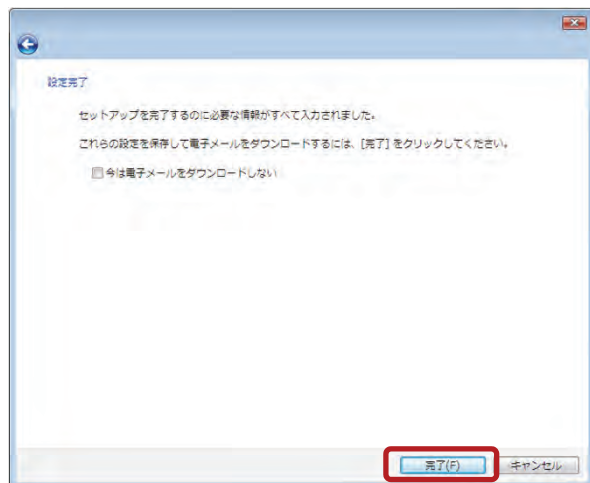 設定完了
セットアップを完了するのに必要な情報がすべて入力されました。
これらの設定を保存して電子メールをダウンロードするには、[完了] をクリックしてください。
今は電子メールをダウンロードしない
完了(F) キャンセル